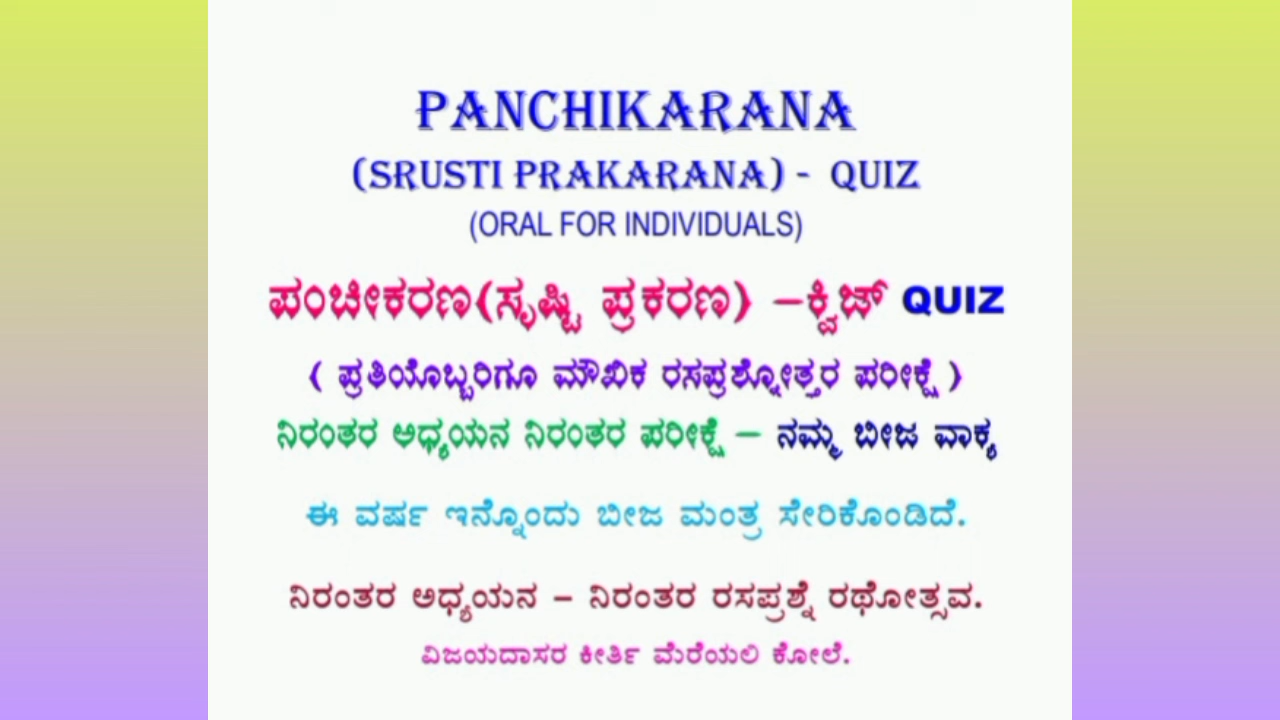 PANCHIKARANA
(SRUSTI PRAKARANA) - QUIZ
(ORAL FOR INDIVIDUALS)
ಪಂಚೀಕರಣ(ಸೃಷ್ಟಿ ಪ್ರಕರಣ) –ಕ್ವಿಜ್ QUIZ
( ಪ್ರತಿಯೊಬ್ಬರಿಗೂ ಮೌಖಿಕ ರಸಪ್ರಶ್ನೋತ್ತರ ಪರೀಕ್ಷೆ )
ನಿರಂತರ ಅಧ್ಯಯನ ನಿರಂತರ ಪರೀಕ್ಷೆ – ನಮ್ಮ ಬೀಜ ವಾಕ್ಯ
ಈ ವರ್ಷ ಇನ್ನೊಂದು ಬೀಜ ಮಂತ್ರ ಸೇರಿಕೊಂಡಿದೆ.
ನಿರಂತರ ಅಧ್ಯಯನ – ನಿರಂತರ ರಸಪ್ರಶ್ನೆ ರಥೋತ್ಸವ.
ವಿಜಯದಾಸರ ಕೀರ್ತಿ ಮೆರೆಯಲಿ ಕೋಲೆ.